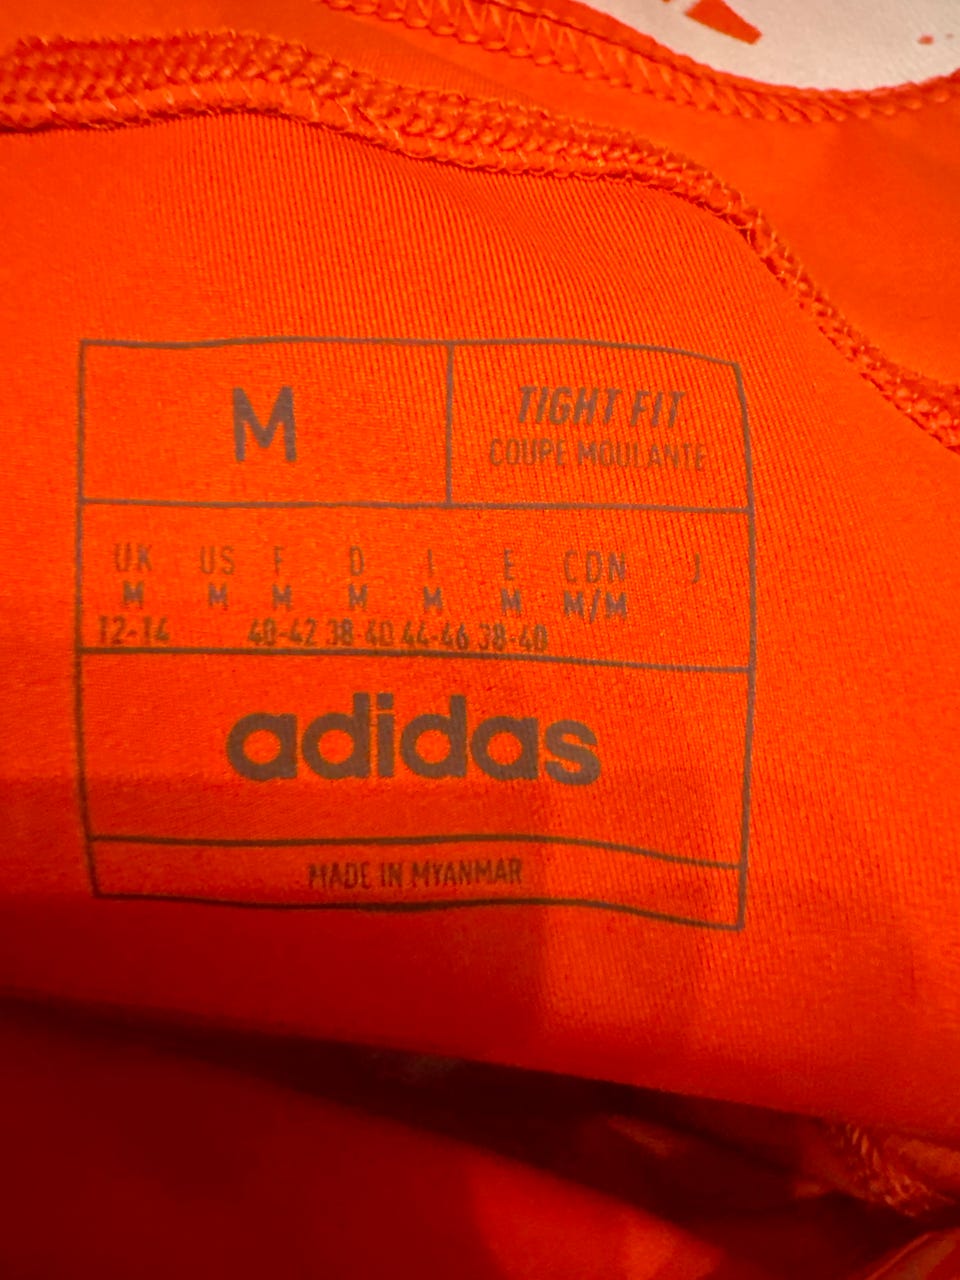 M
TIGHT FIT
COUPE MOULANTE
UK US F D I E CDN J
M M M M M M M/M
12-14 40-42 38-40 44-46 38-40
adidas
MADE IN MYANMAR